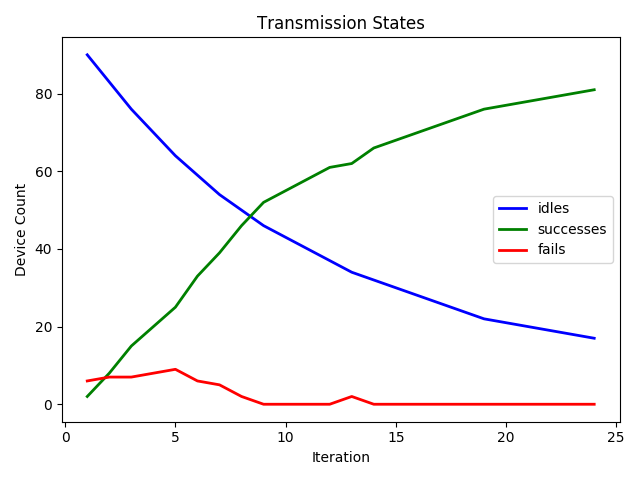 Transmission States
Device Count
80
60
40
20
0
idles
successes
fails
0 5 10 15 20 25
Iteration